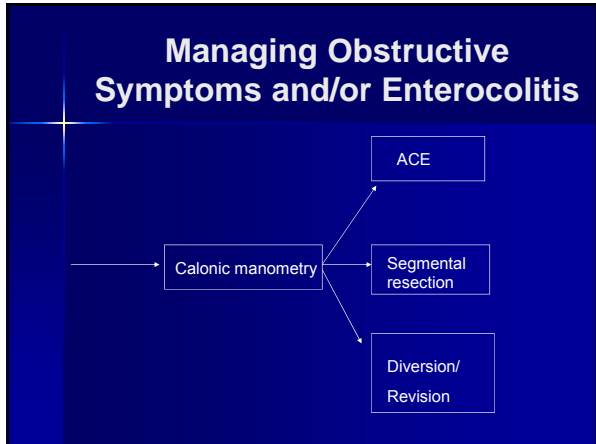 Managing Obstructive
Symptoms and/or Enterocolitis
ACE
Calonic manometry
Segmental
resection
Diversion/
Revision